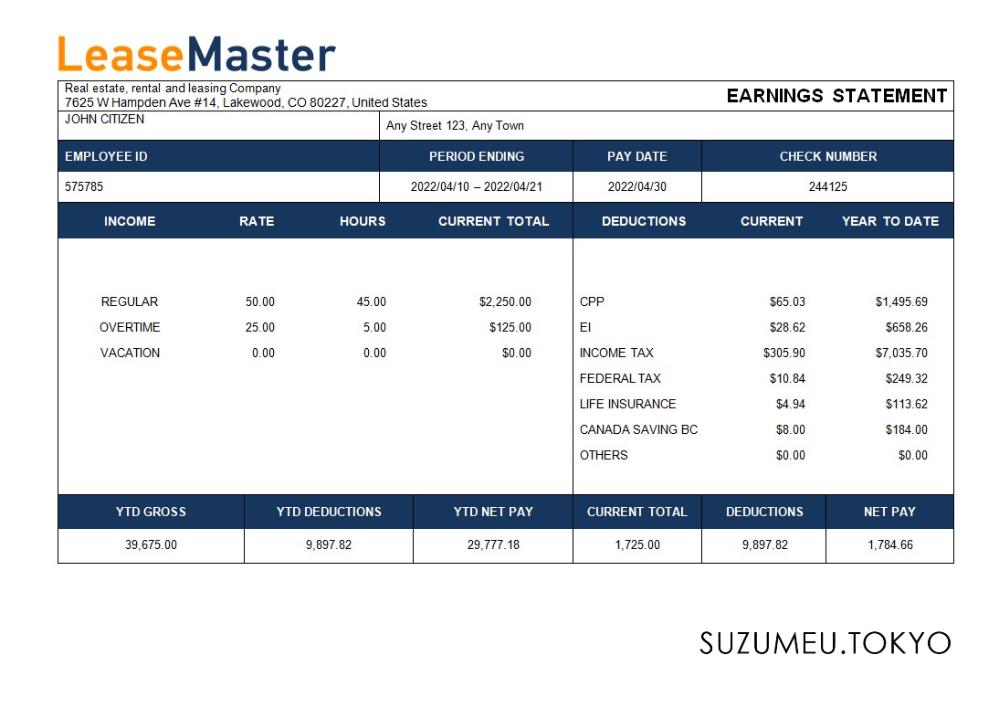 LeaseMaster
Real estate, rental and leasing Company
7625 W Hampden Ave #14, Lakewood, CO 80227, United States
EARNINGS STATEMENT
JOHN CITIZEN
Any Street 123, Any Town
EMPLOYEE ID PERIOD ENDING PAY DATE CHECK NUMBER
575785 2022/04/10 – 2022/04/21 2022/04/30 244125
INCOME RATE HOURS CURRENT TOTAL DEDUCTIONS CURRENT YEAR TO DATE
REGULAR 50.00 45.00 $2,250.00 CPP $65.03 $1,495.69
OVERTIME 25.00 5.00 $125.00 EI $28.62 $658.26
VACATION 0.00 0.00 $0.00 INCOME TAX $305.90 $7,035.70
FEDERAL TAX $10.84 $249.32
LIFE INSURANCE $4.94 $113.62
CANADA SAVING BC $8.00 $184.00
OTHERS $0.00 $0.00
YTD GROSS YTD DEDUCTIONS YTD NET PAY CURRENT TOTAL DEDUCTIONS NET PAY
39,675.00 9,897.82 29,777.18 1,725.00 9,897.82 1,784.66
SUZUMEU.TOKYO